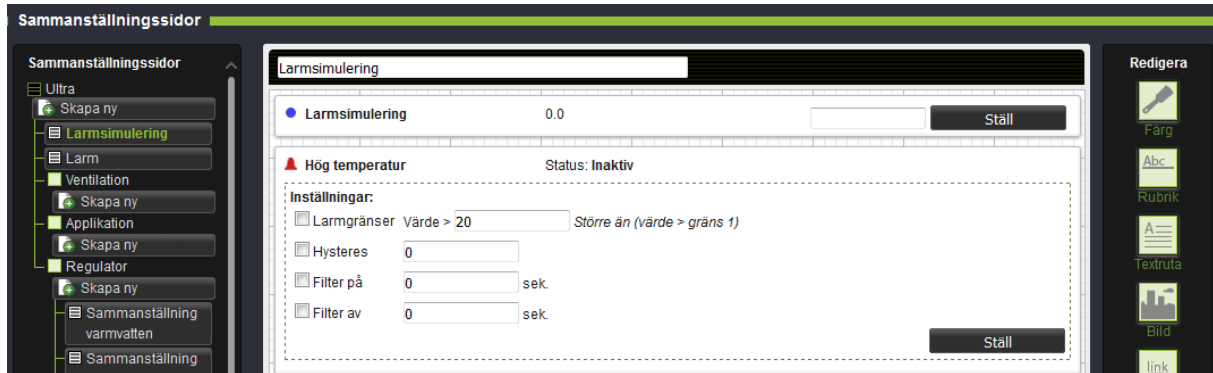 Sammanställningssidor
Sammanställningssidor
Ultra
Skapa ny
Larmsimulering
Larm
Ventilation
Skapa ny
Applikation
Skapa ny
Regulator
Skapa ny
Sammanställning
varmvatten
Sammanställning
Larmsimulering
Larmsimulering 0.0 Ställ
Hög temperatur Status: Inaktiv
Inställningar:
Larmgränser Värde > 20 Större än (värde > gräns 1)
Hysteres 0
Filter på 0 sek.
Filter av 0 sek.
Ställ
Redigera
Färg
Abc
Rubrik
A
Textruta
Bild
link